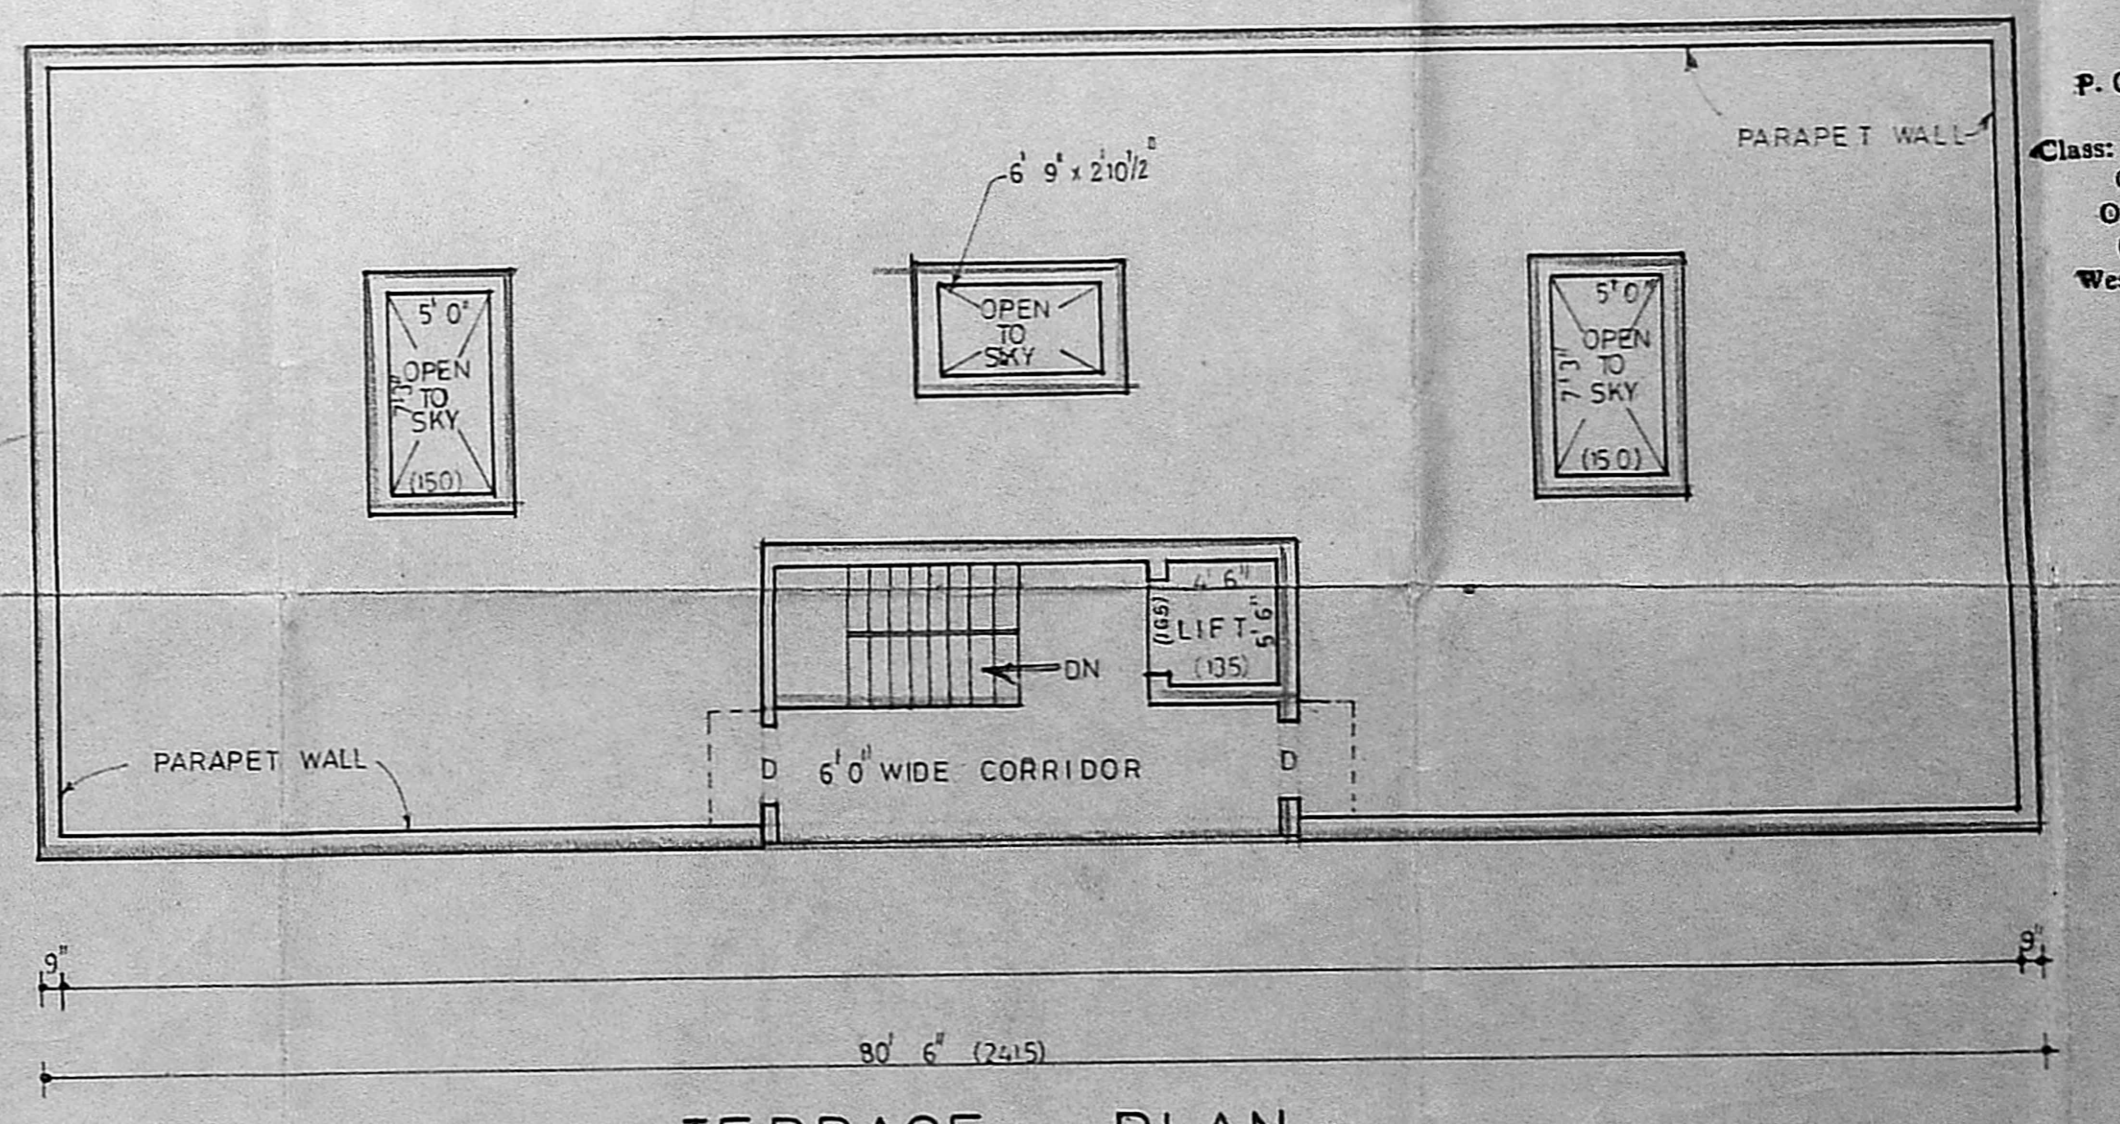 P.
PARAPET WALL
Class:
6' 9" x 2'10 1/2"
O
5' 0"
OPEN
TO
SKY
7'3"
(150)
OPEN
TO
SKY
5' 0"
OPEN
TO
SKY
7'3"
(150)
4' 6"
(165)
LIFT
5' 6"
(135)
DN
PARAPET WALL
D
6' 0" WIDE CORRIDOR
D
9"
9"
80' 6" (2415)
TERRACE PLAN